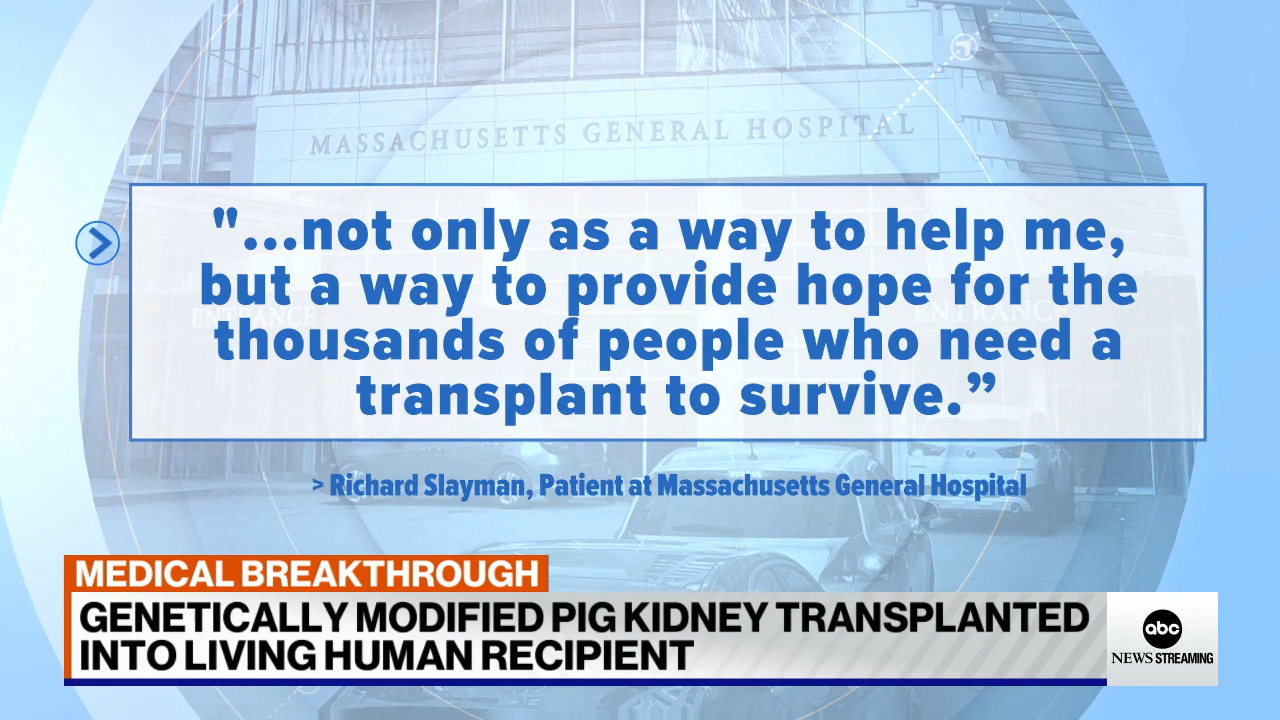 MASSACHUSETTS GENERAL HOSPITAL
"...not only as a way to help me,
but a way to provide hope for the
thousands of people who need a
transplant to survive.”
ENTRANCE
ENTRANCE
> Richard Slayman, Patient at Massachusetts General Hospital
MEDICAL BREAKTHROUGH
GENETICALLY MODIFIED PIG KIDNEY TRANSPLANTED
INTO LIVING HUMAN RECIPIENT
abc
NEWS STREAMING